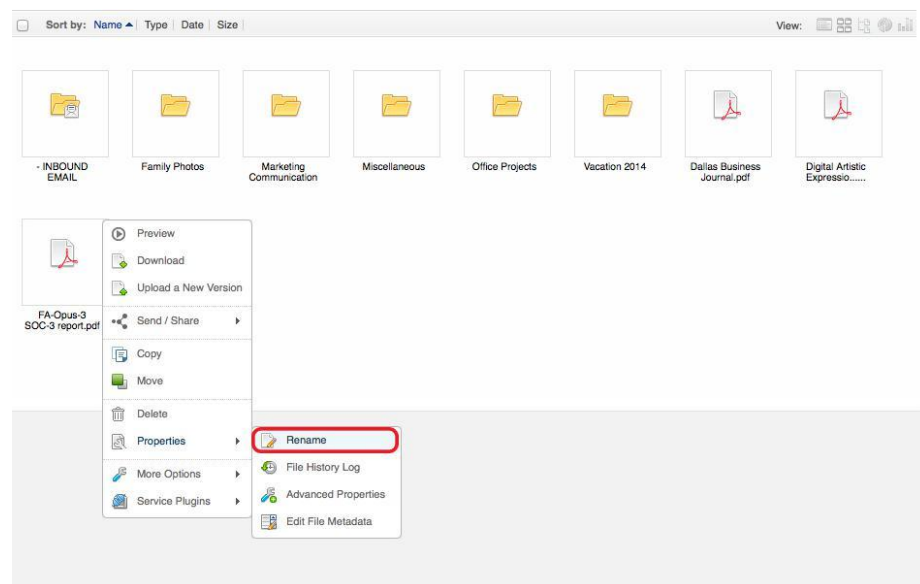 Sort by: Name Type Date Size View:
- INBOUND
EMAIL
Family Photos
Marketing
Communication
Miscellaneous
Office Projects
Vacation 2014
Dallas Business
Journal.pdf
Digital Artistic
Expressio......
FA-Opus-3
SOC-3 report.pdf
Preview
Download
Upload a New Version
Send / Share
Copy
Move
Delete
Properties
More Options
Service Plugins
Rename
File History Log
Advanced Properties
Edit File Metadata